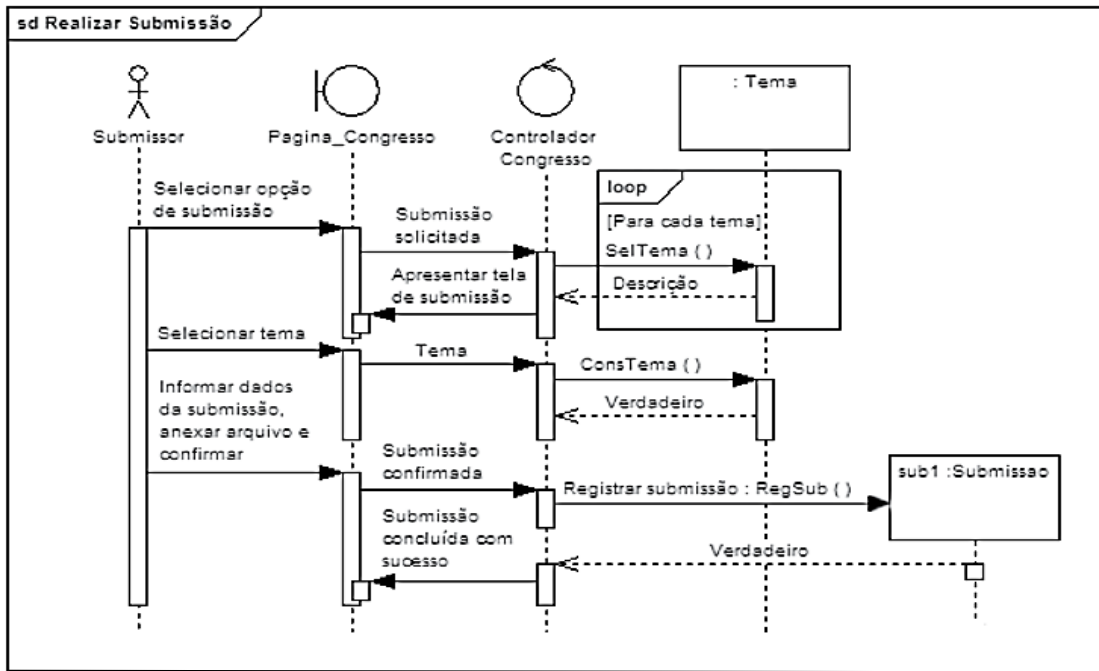 sd Realizar Submissão
Submissor
Pagina_Congresso
Controlador
Congresso
: Tema
Selecionar opção
de submissão
Submissão
solicitada
loop
[Para cada tema]
SelTema ( )
Descrição
Apresentar tela
de submissão
Selecionar tema
Tema
ConsTema ( )
Verdadeiro
Informar dados
da submissão,
anexar arquivo e
confirmar
Submissão
confirmada
Registrar submissão : RegSub ( )
sub1 :Submissao
Submissão
concluída com
sucesso
Verdadeiro